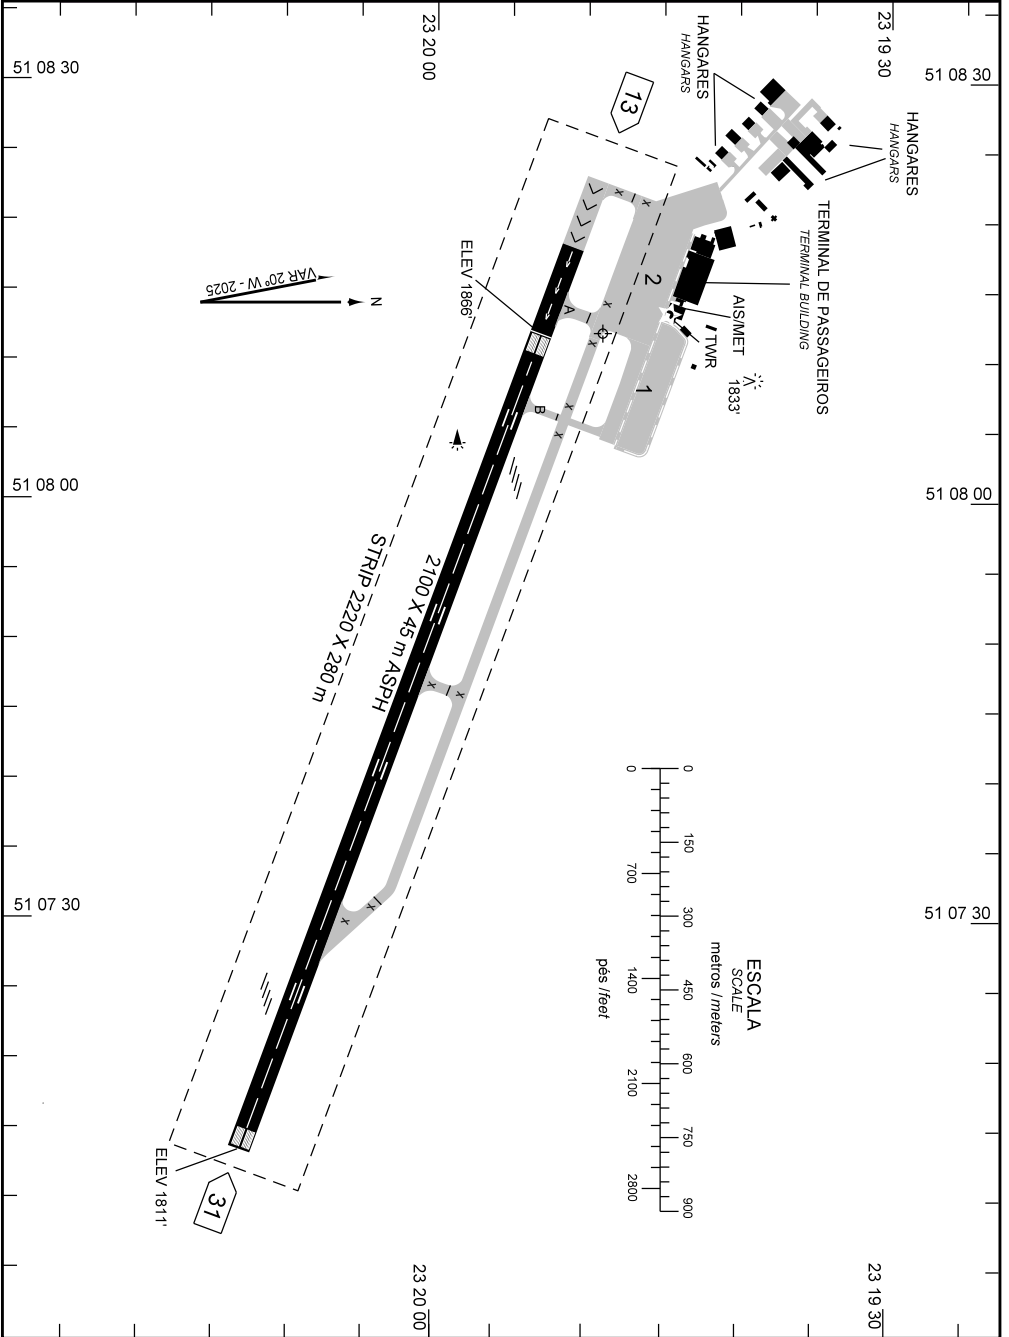 23 20 00
23 19 30
51 08 30
51 08 30
HANGARES
HANGARS
HANGARES
HANGARS
13
TERMINAL DE PASSAGEIROS
TERMINAL BUILDING
ELEV 1866'
VAR 20º W - 2025
N
2
A
AIS/MET
TWR
1833'
1
B
51 08 00
51 08 00
STRIP 2220 X 280 m
2100 X 45 m ASPH
51 07 30
51 07 30
ESCALA
SCALE
metros / meters
0 150 300 450 600 750 900
0 700 1400 2100 2800
pés / feet
ELEV 1811'
31
23 20 00
23 19 30